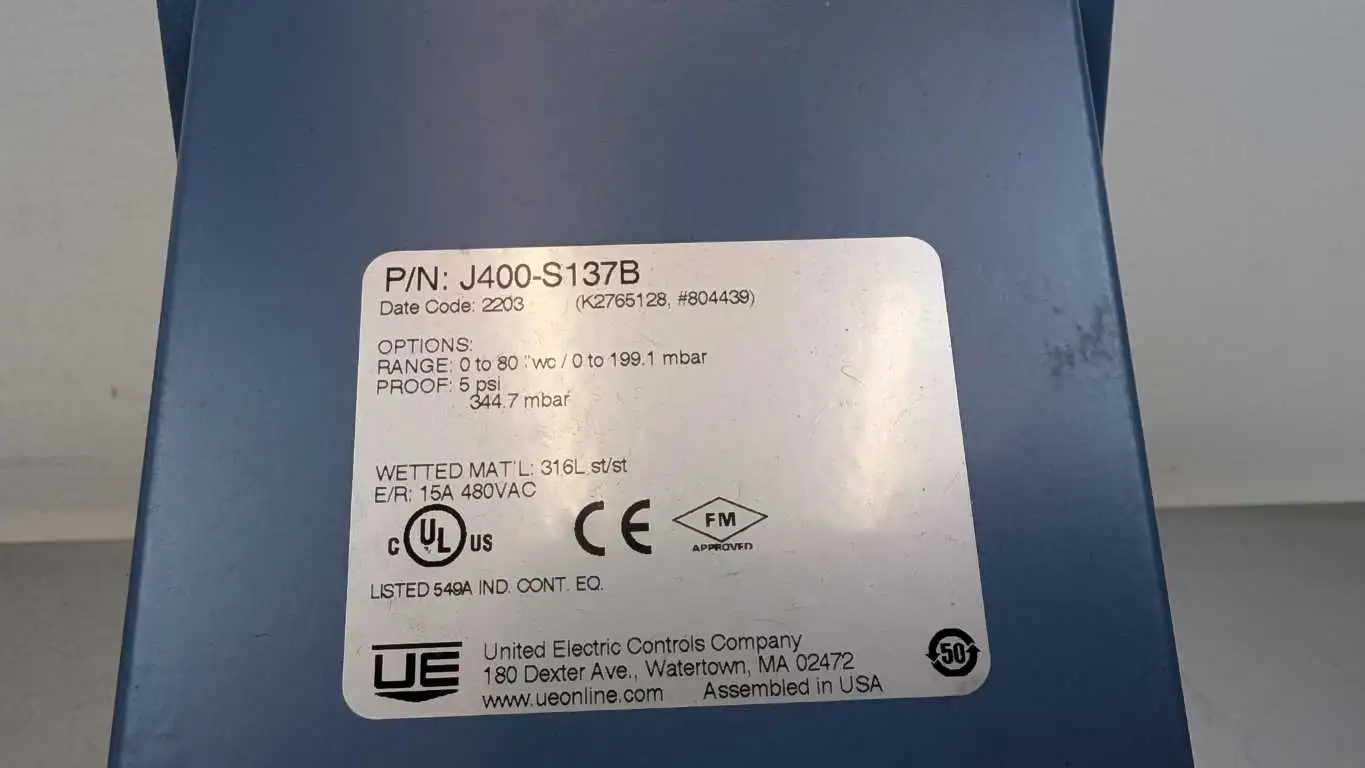 P/N: J400-S137B
Date Code: 2203 (K2765128, #804439)
OPTIONS:
RANGE: 0 to 80 "wc / 0 to 199.1 mbar
PROOF: 5 psi
344.7 mbar
WETTED MAT'L: 316L st/st
E/R: 15A 480VAC
C UL US CE FM
APPROVED
LISTED 549A IND. CONT. EQ.
UE United Electric Controls Company
180 Dexter Ave., Watertown, MA 02472
www.ueonline.com Assembled in USA
50